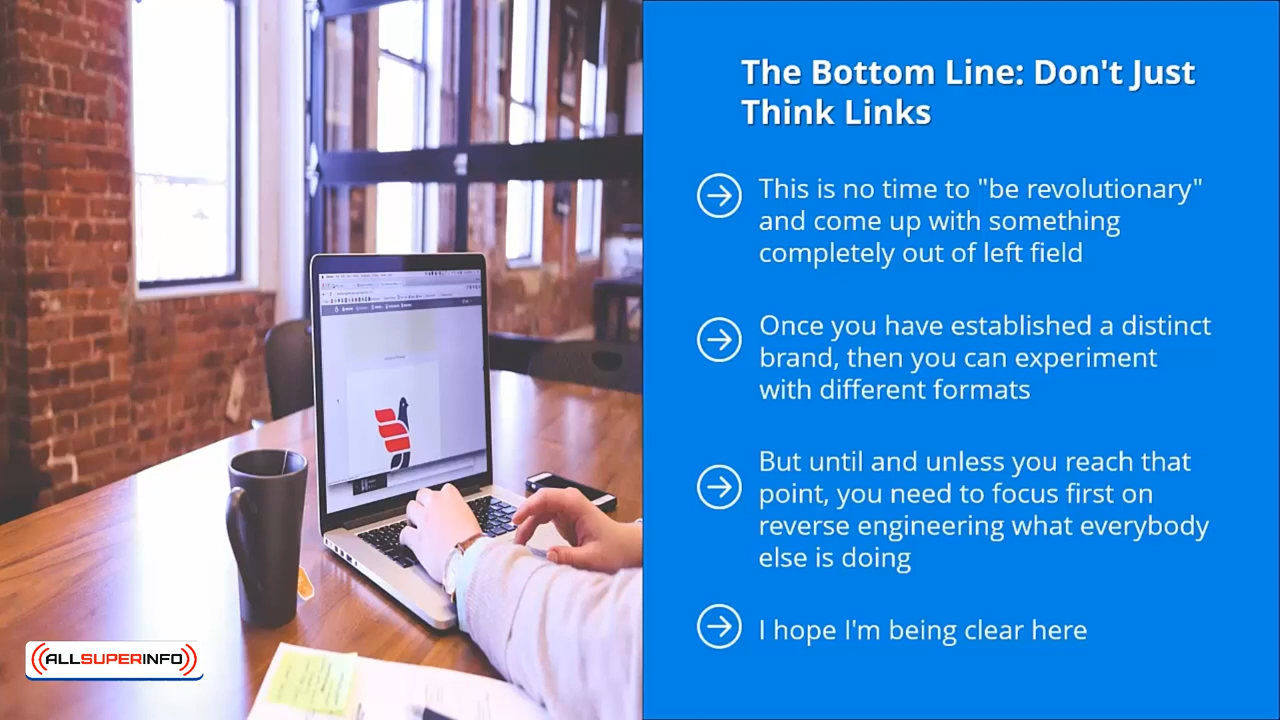 The Bottom Line: Don't Just
Think Links
This is no time to "be revolutionary"
and come up with something
completely out of left field
Once you have established a distinct
brand, then you can experiment
with different formats
But until and unless you reach that
point, you need to focus first on
reverse engineering what everybody
else is doing
I hope I'm being clear here
ALLSUPERINFO